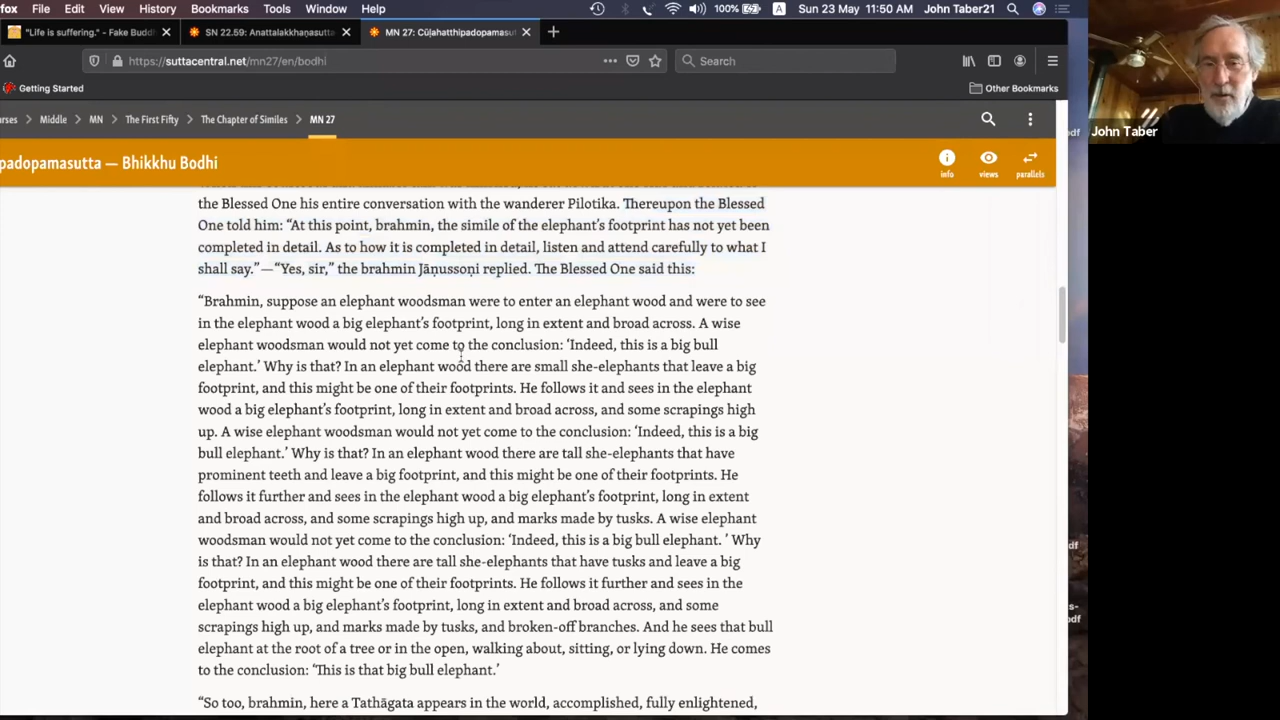 fox File Edit View History Bookmarks Tools Window Help 100% A Sun 23 May 11:50 AM John Taber21
"Life is suffering." - Fake Budd × SN 22.59: Anattalakkhaṇasutta × MN 27: Cūḷahatthipadopamasut × +
https://suttacentral.net/mn27/en/bodhi ••• Search
Getting Started Other Bookmarks
rses > Middle > MN > The First Fifty > The Chapter of Similes > MN 27
John Taber
padopamasutta — Bhikkhu Bodhi
info views parallels
the Blessed One his entire conversation with the wanderer Pilotika. Thereupon the Blessed
One told him: “At this point, brahmin, the simile of the elephant’s footprint has not yet been
completed in detail. As to how it is completed in detail, listen and attend carefully to what I
shall say.”—“Yes, sir,” the brahmin Jāṇussoṇi replied. The Blessed One said this:
“Brahmin, suppose an elephant woodsman were to enter an elephant wood and were to see
in the elephant wood a big elephant’s footprint, long in extent and broad across. A wise
elephant woodsman would not yet come to the conclusion: ‘Indeed, this is a big bull
elephant.’ Why is that? In an elephant wood there are small she-elephants that leave a big
footprint, and this might be one of their footprints. He follows it and sees in the elephant
wood a big elephant’s footprint, long in extent and broad across, and some scrapings high
up. A wise elephant woodsman would not yet come to the conclusion: ‘Indeed, this is a big
bull elephant.’ Why is that? In an elephant wood there are tall she-elephants that have
prominent teeth and leave a big footprint, and this might be one of their footprints. He
follows it further and sees in the elephant wood a big elephant’s footprint, long in extent
and broad across, and some scrapings high up, and marks made by tusks. A wise elephant
woodsman would not yet come to the conclusion: ‘Indeed, this is a big bull elephant. ’ Why
is that? In an elephant wood there are tall she-elephants that have tusks and leave a big
footprint, and this might be one of their footprints. He follows it further and sees in the
elephant wood a big elephant’s footprint, long in extent and broad across, and some
scrapings high up, and marks made by tusks, and broken-off branches. And he sees that bull
elephant at the root of a tree or in the open, walking about, sitting, or lying down. He comes
to the conclusion: ‘This is that big bull elephant.’
“So too, brahmin, here a Tathāgata appears in the world, accomplished, fully enlightened,
df
s-
df